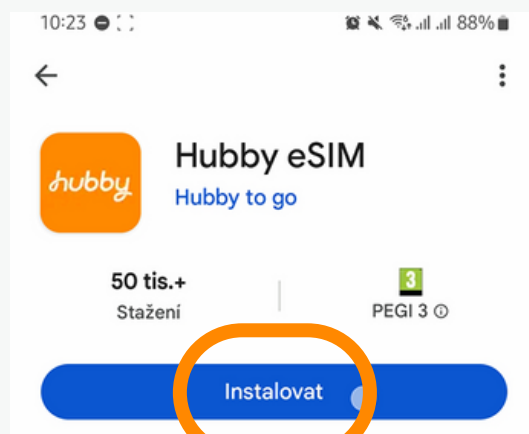 10:23
88%
hubby
Hubby eSIM
Hubby to go
50 tis.+
Stažení
3
PEGI 3
Instalovat